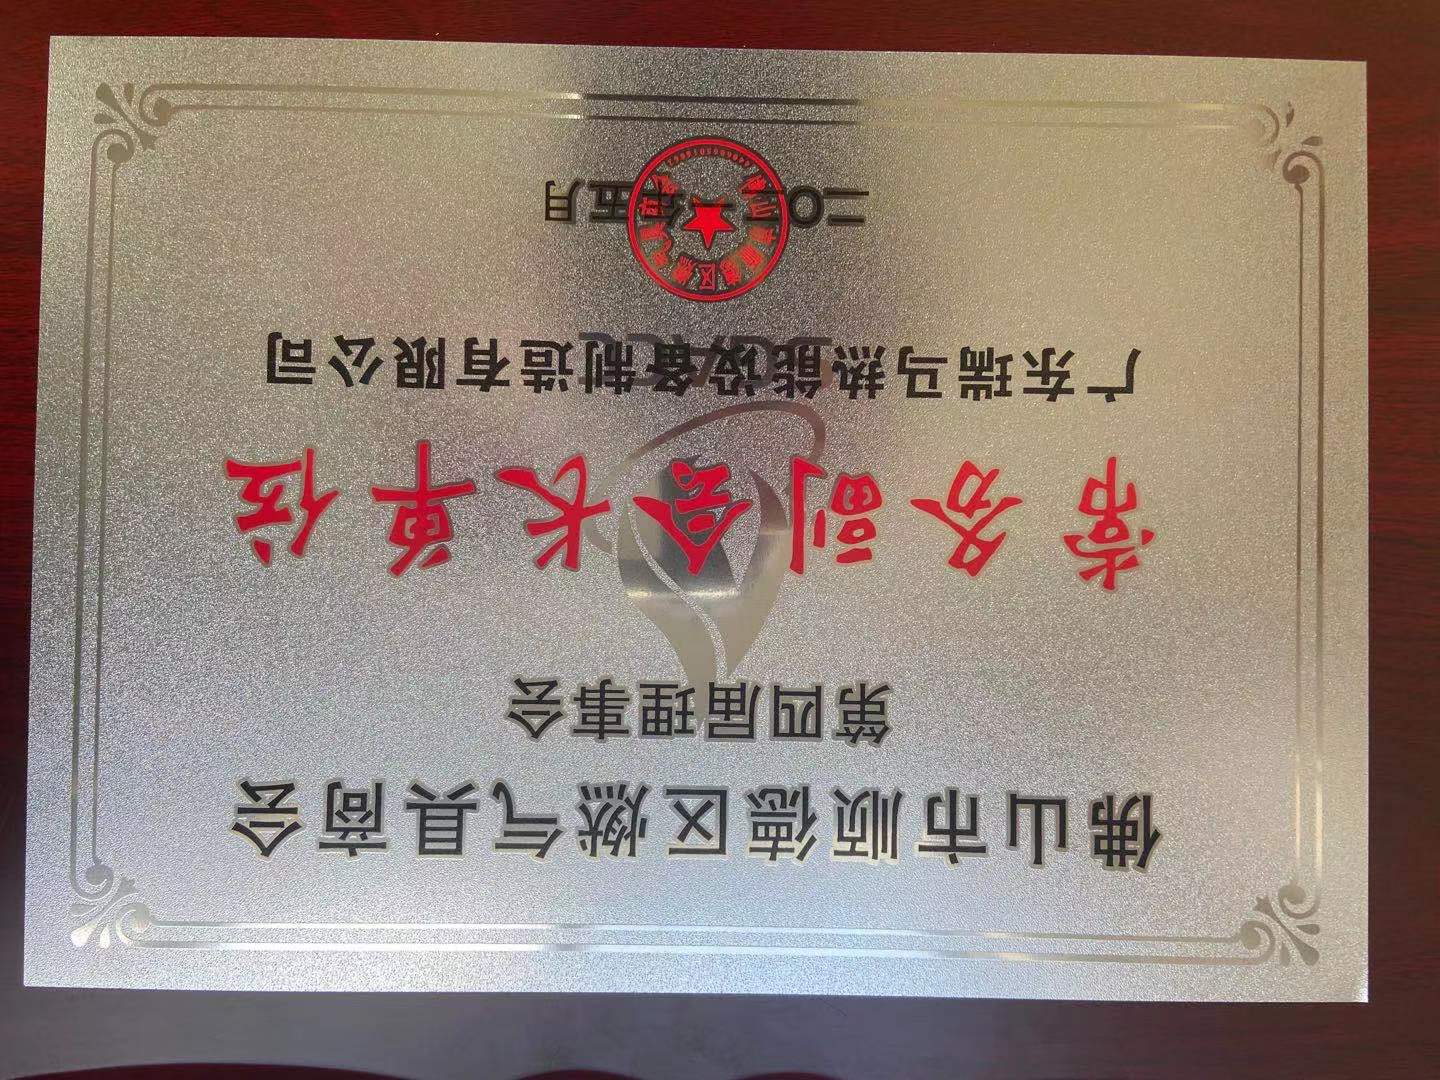 佛山市顺德区燃气具商会
第四届理事会
常务副会长单位
广东瑞马热能设备制造有限公司
二〇二一年五月